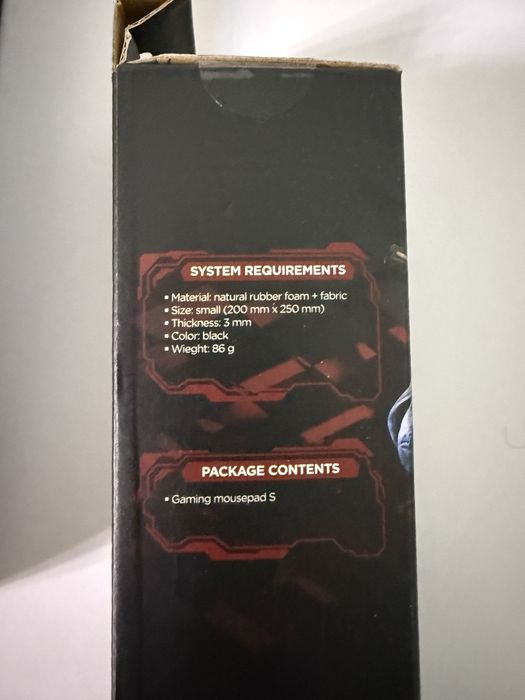 SYSTEM REQUIREMENTS
▪ Material: natural rubber foam + fabric
▪ Size: small (200 mm x 250 mm)
▪ Thickness: 3 mm
▪ Color: black
▪ Wieght: 86 g
PACKAGE CONTENTS
▪ Gaming mousepad S